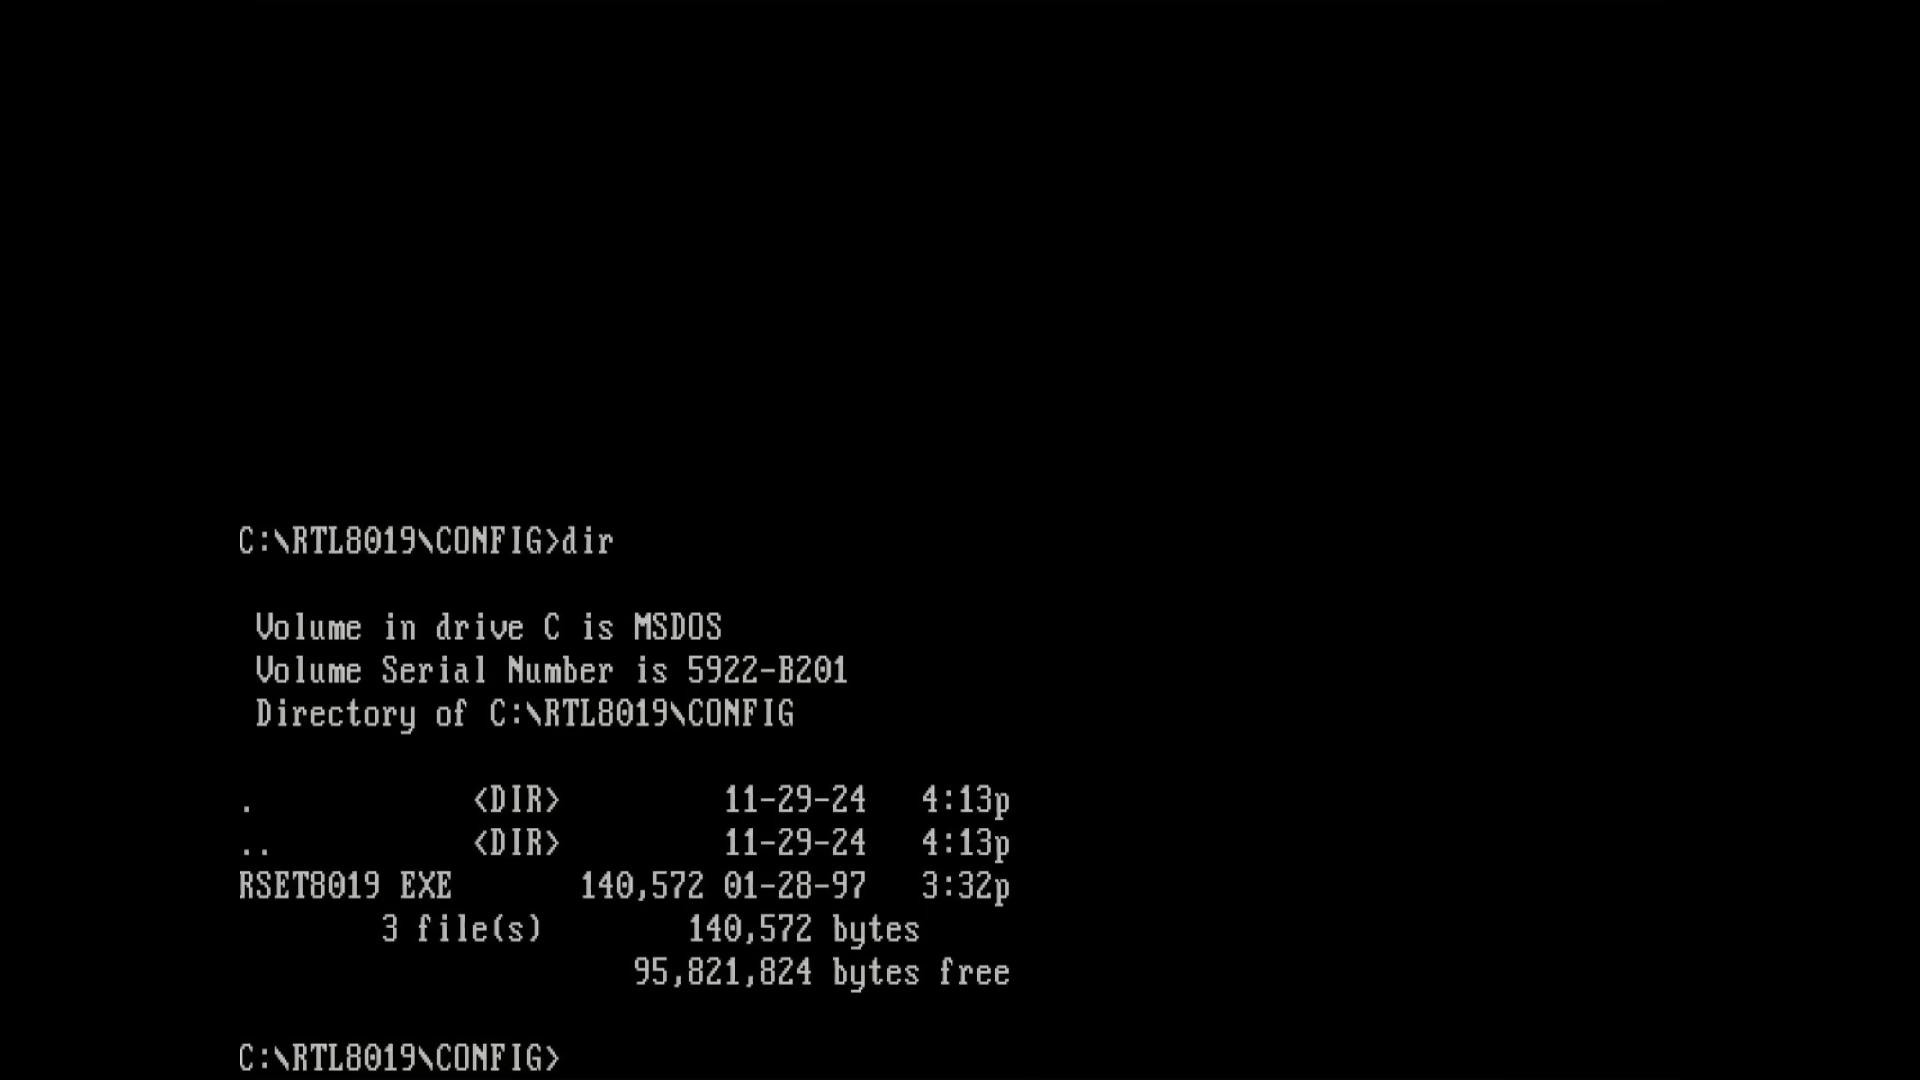 C:\RTL8019\CONFIG>dir
Volume in drive C is MSDOS
Volume Serial Number is 5922-B201
Directory of C:\RTL8019\CONFIG
. <DIR> 11-29-24 4:13p
.. <DIR> 11-29-24 4:13p
RSET8019 EXE 140,572 01-28-97 3:32p
3 file(s) 140,572 bytes
95,821,824 bytes free
C:\RTL8019\CONFIG>